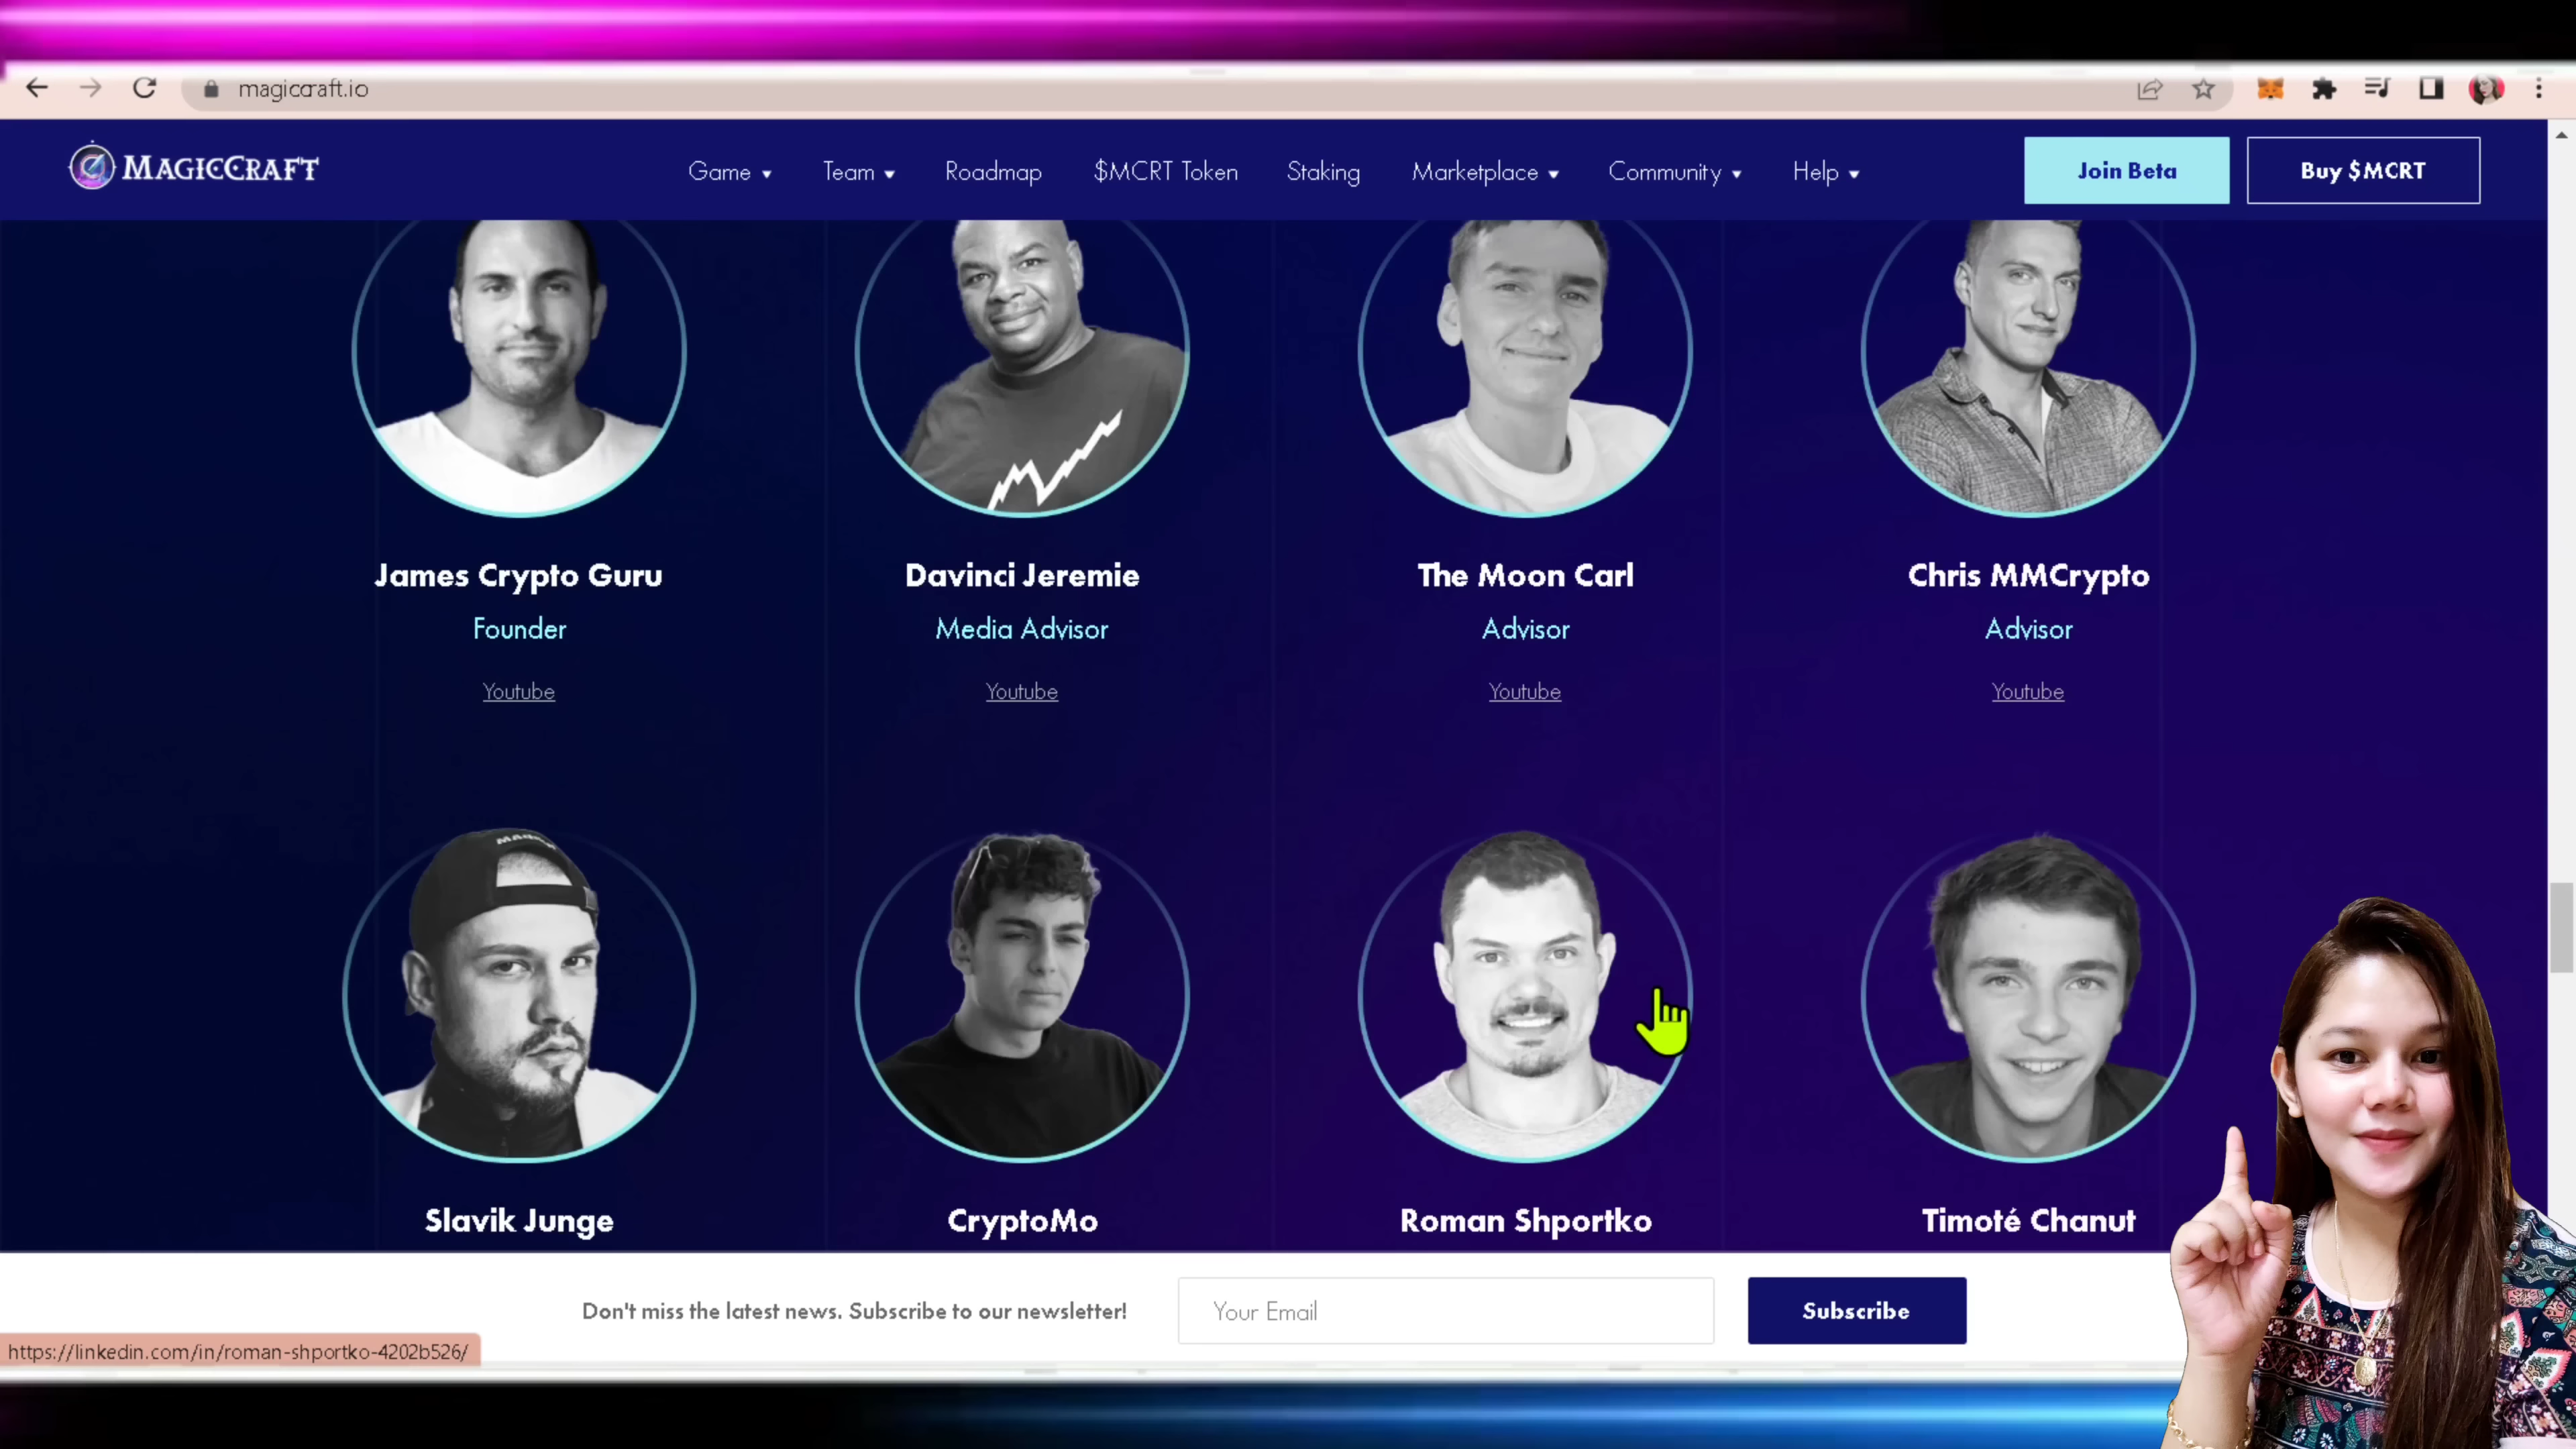 magiccraft.io
MAGICCRAFT
Game Team Roadmap $MCRT Token Staking Marketplace Community Help Join Beta Buy $MCRT
James Crypto Guru Davinci Jeremie The Moon Carl Chris MMCrypto
Founder Media Advisor Advisor Advisor
Youtube Youtube Youtube Youtube
Slavik Junge CryptoMo Roman Shportko Timoté Chanut
Don't miss the latest news. Subscribe to our newsletter! Your Email Subscribe
https://linkedin.com/in/roman-shportko-4202b526/